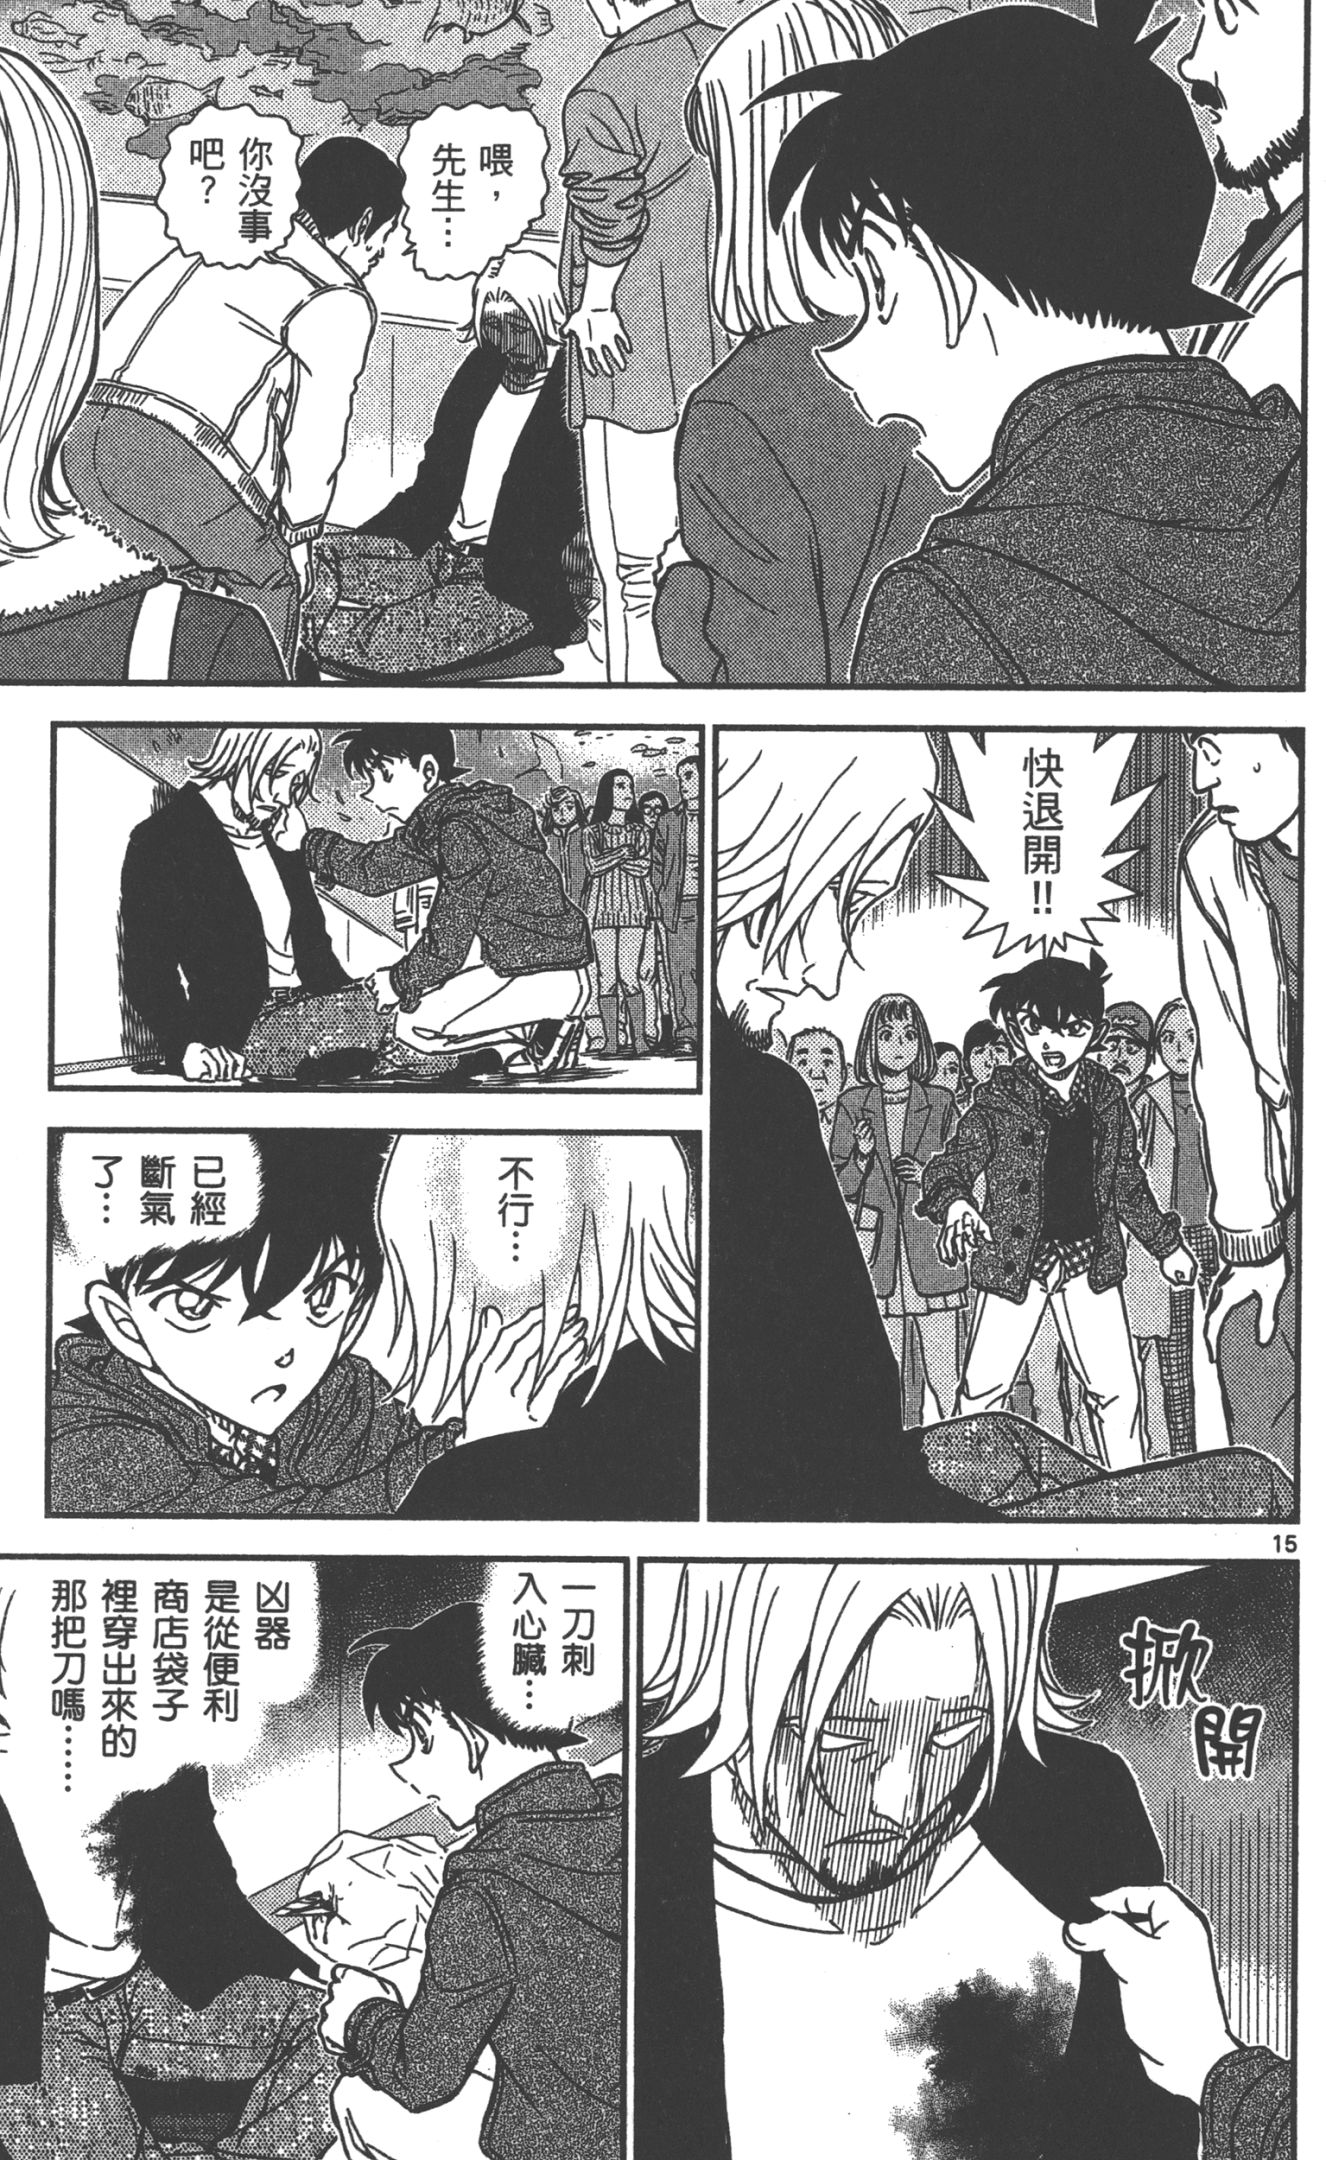 喂，
先生…
你沒事
吧？
快退開!!
不行…
已經
斷氣
了…
15
掀開
一刀刺
入心臟…
凶器
是從便利
商店袋子
裡穿出來的
那把刀嗎……